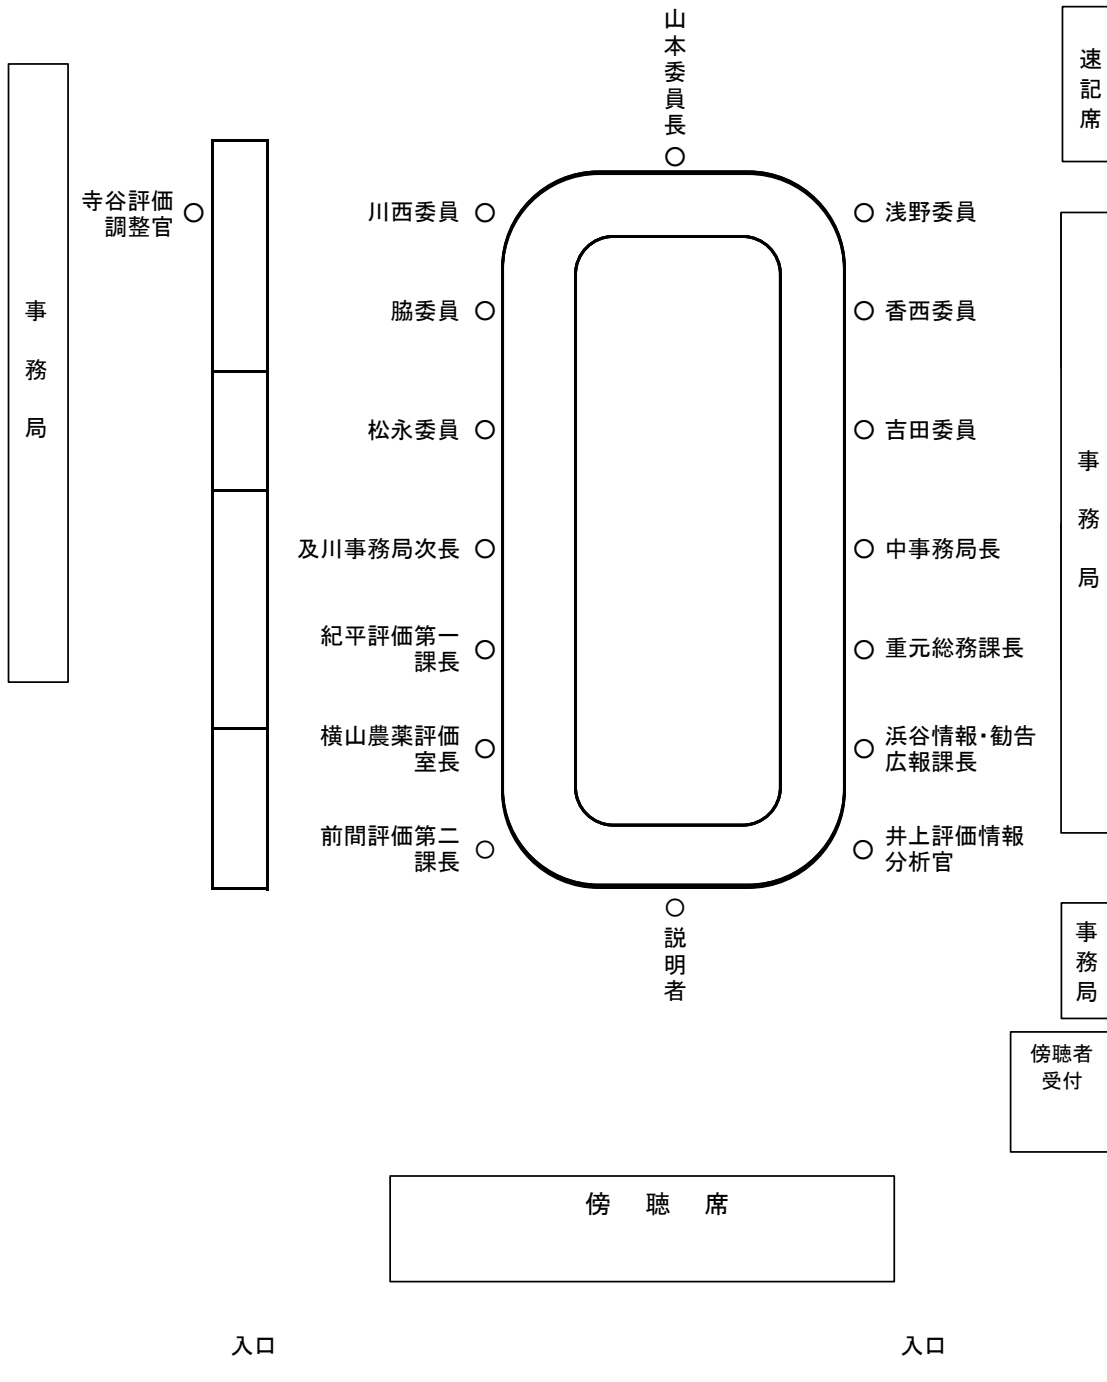 山本委員長
速記席
事務局
寺谷評価
調整官
川西委員
浅野委員
脇委員
香西委員
松永委員
吉田委員
事務局
及川事務局次長
中事務局長
紀平評価第一
課長
重元総務課長
横山農薬評価
室長
浜谷情報・勧告
広報課長
前間評価第二
課長
井上評価情報
分析官
説明者
事務局
傍聴者
受付
傍聴席
入口
入口